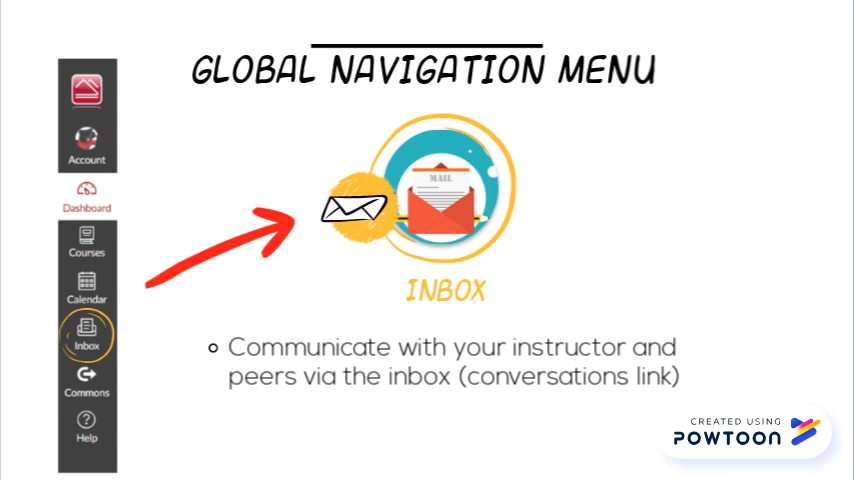 GLOBAL NAVIGATION MENU
Account
Dashboard
Courses
Calendar
Inbox
Commons
Help
MAIL
INBOX
Communicate with your instructor and
peers via the inbox (conversations link)
CREATED USING
POWTOON